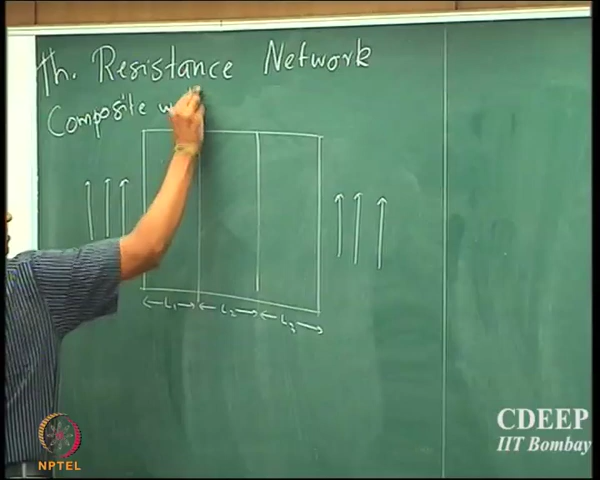 Th. Resistance Network
Composite
L₁ L₂ L₃
CDEEP
IIT Bombay
NPTEL